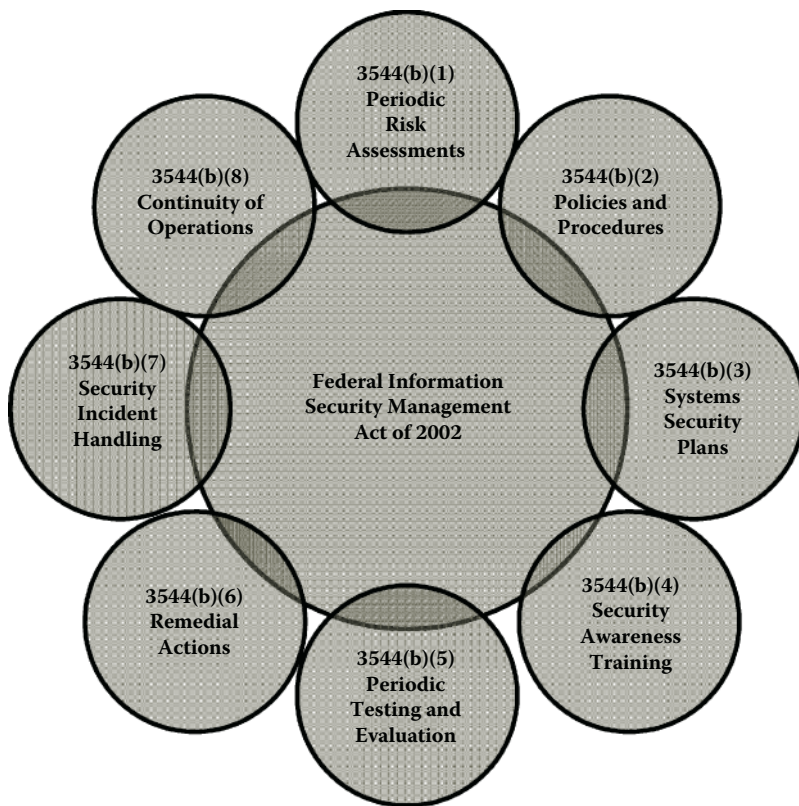 3544(b)(1)
Periodic
Risk
Assessments
3544(b)(2)
Policies and
Procedures
3544(b)(3)
Systems
Security
Plans
3544(b)(4)
Security
Awareness
Training
3544(b)(5)
Periodic
Testing and
Evaluation
3544(b)(6)
Remedial
Actions
3544(b)(7)
Security
Incident
Handling
3544(b)(8)
Continuity of
Operations
Federal Information
Security Management
Act of 2002